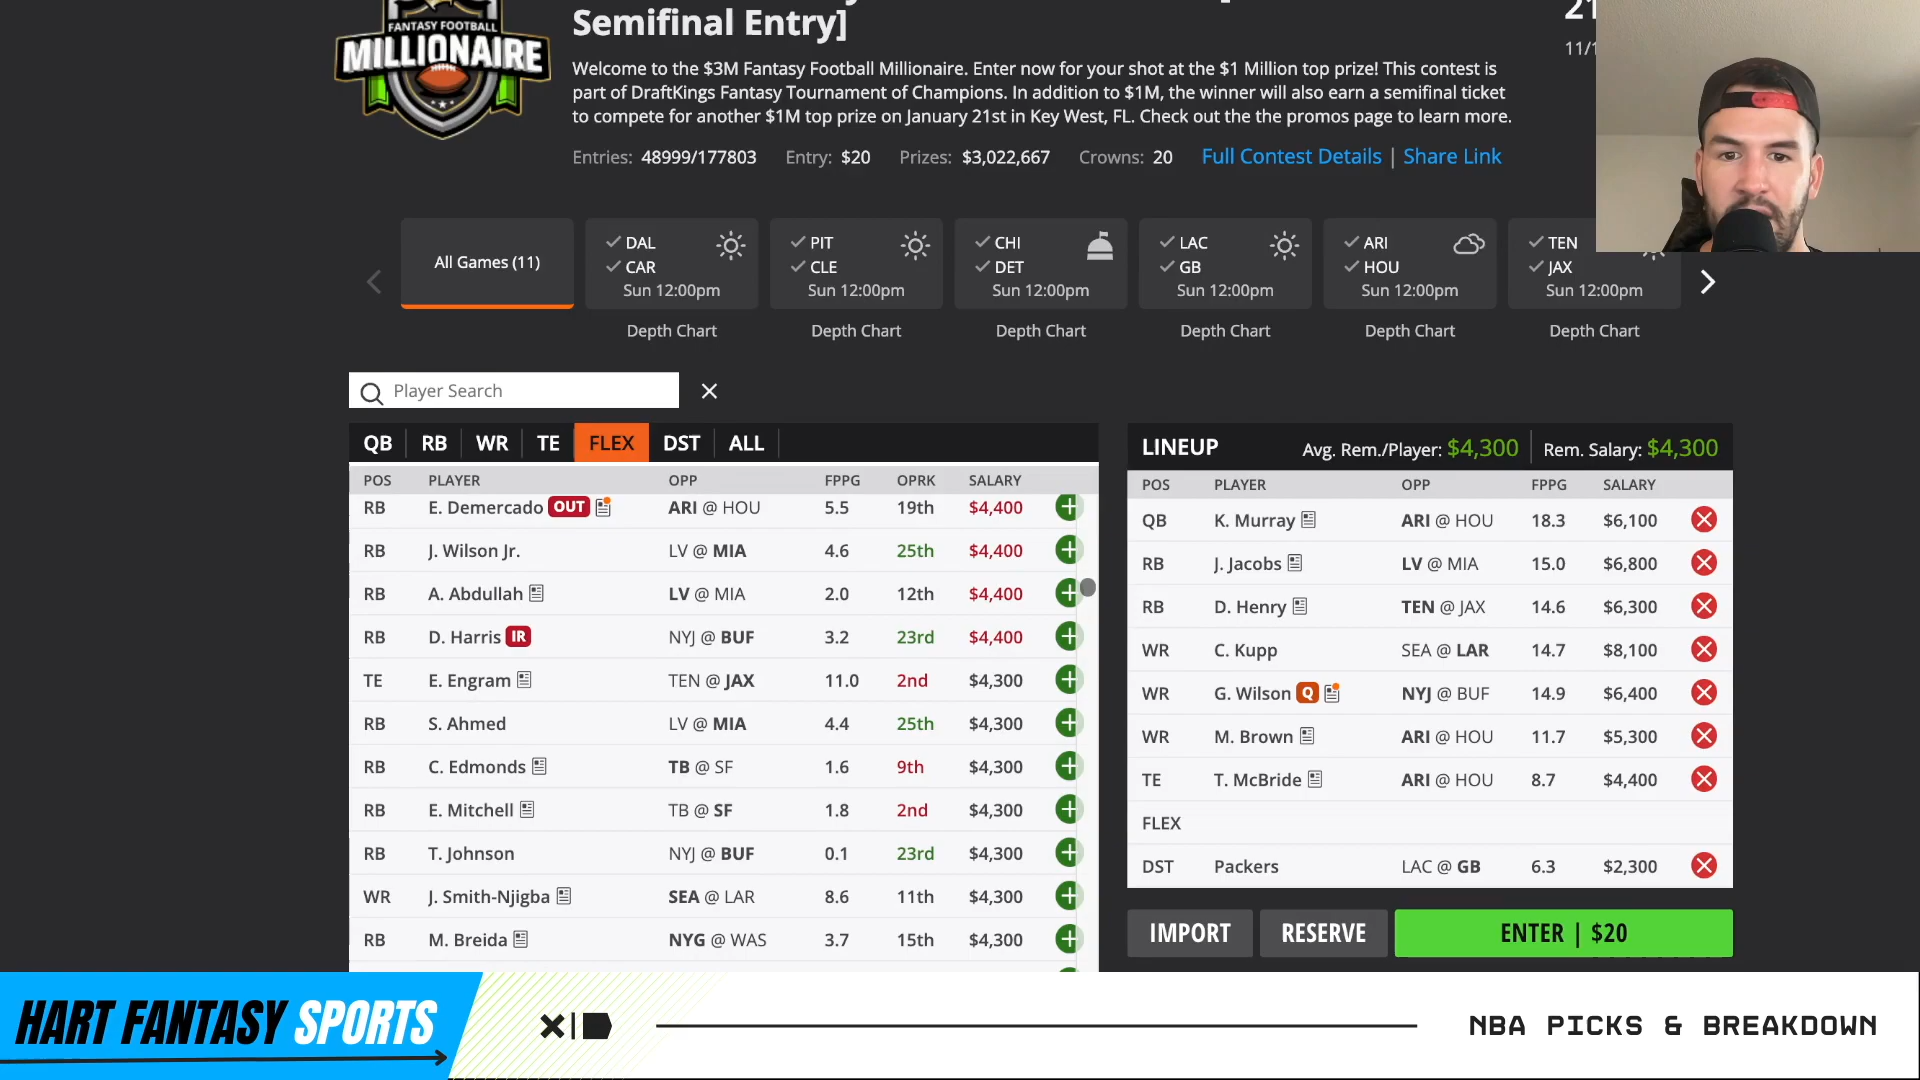 Semifinal Entry]
FANTASY FOOTBALL
MILLIONAIRE
Welcome to the $3M Fantasy Football Millionaire. Enter now for your shot at the $1 Million top prize! This contest is
part of DraftKings Fantasy Tournament of Champions. In addition to $1M, the winner will also earn a semifinal ticket
to compete for another $1M top prize on January 21st in Key West, FL. Check out the the promos page to learn more.
Entries: 48999/177803 Entry: $20 Prizes: $3,022,667 Crowns: 20 Full Contest Details | Share Link
21
11/1
All Games (11)
DAL
CAR
Sun 12:00pm
Depth Chart
PIT
CLE
Sun 12:00pm
Depth Chart
CHI
DET
Sun 12:00pm
Depth Chart
LAC
GB
Sun 12:00pm
Depth Chart
ARI
HOU
Sun 12:00pm
Depth Chart
TEN
JAX
Sun 12:00pm
Depth Chart
Player Search
QB RB WR TE FLEX DST ALL
POS PLAYER OPP FPPG OPRK SALARY
RB E. Demercado OUT ARI @ HOU 5.5 19th $4,400
RB J. Wilson Jr. LV @ MIA 4.6 25th $4,400
RB A. Abdullah LV @ MIA 2.0 12th $4,400
RB D. Harris IR NYJ @ BUF 3.2 23rd $4,400
TE E. Engram TEN @ JAX 11.0 2nd $4,300
RB S. Ahmed LV @ MIA 4.4 25th $4,300
RB C. Edmonds TB @ SF 1.6 9th $4,300
RB E. Mitchell TB @ SF 1.8 2nd $4,300
RB T. Johnson NYJ @ BUF 0.1 23rd $4,300
WR J. Smith-Njigba SEA @ LAR 8.6 11th $4,300
RB M. Breida NYG @ WAS 3.7 15th $4,300
LINEUP Avg. Rem./Player: $4,300 Rem. Salary: $4,300
POS PLAYER OPP FPPG SALARY
QB K. Murray ARI @ HOU 18.3 $6,100
RB J. Jacobs LV @ MIA 15.0 $6,800
RB D. Henry TEN @ JAX 14.6 $6,300
WR C. Kupp SEA @ LAR 14.7 $8,100
WR G. Wilson Q NYJ @ BUF 14.9 $6,400
WR M. Brown ARI @ HOU 11.7 $5,300
TE T. McBride ARI @ HOU 8.7 $4,400
FLEX
DST Packers LAC @ GB 6.3 $2,300
IMPORT RESERVE ENTER | $20
HART FANTASY SPORTS
NBA PICKS & BREAKDOWN